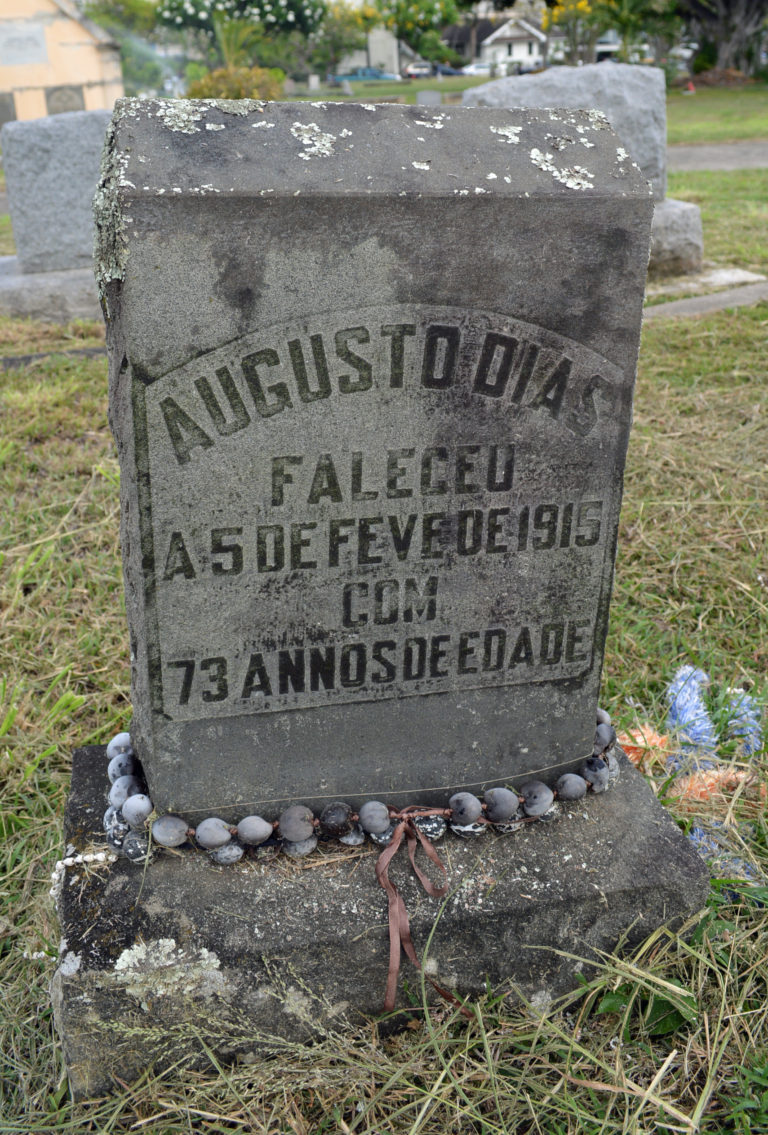 AUGUSTO DIAS
FALECEU
A 5 DE FEVE DE 1915
COM
73 ANNOS DE EDADE